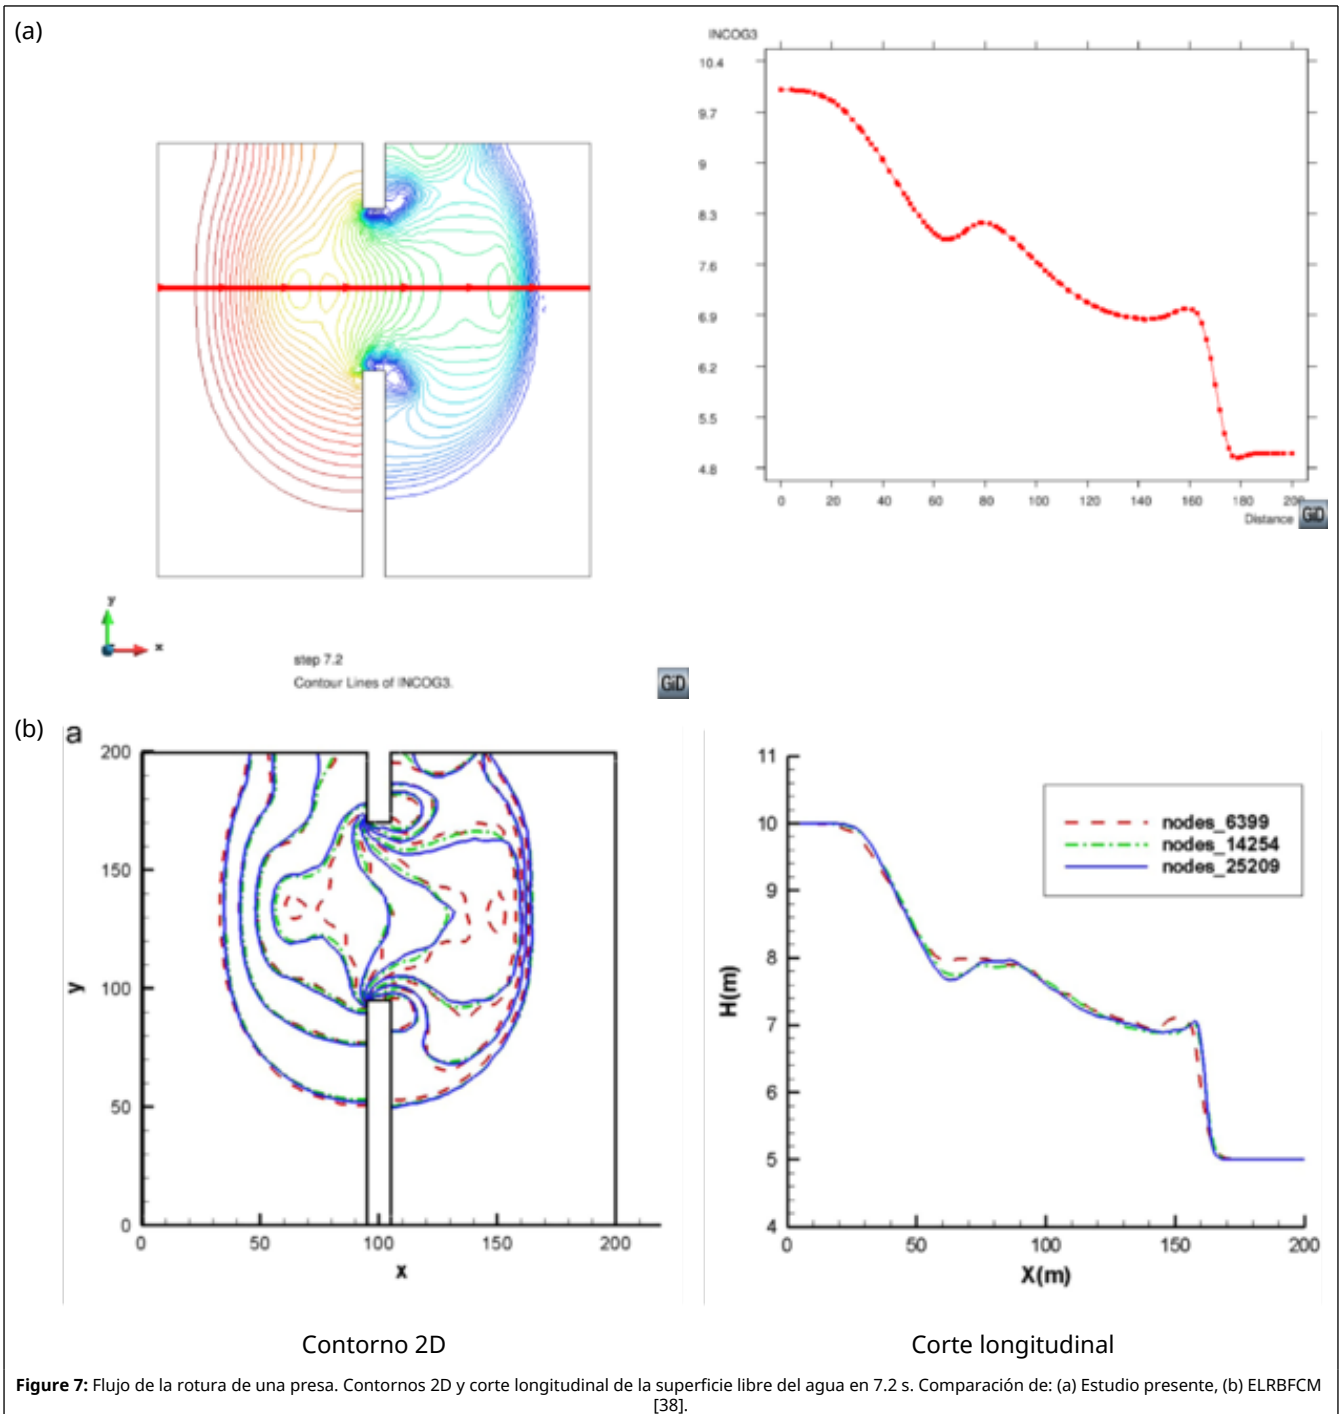 (a)
INCOG3
10.4
9.7
9
8.3
7.6
6.9
6.2
5.5
4.8
0 20 40 60 80 100 120 140 160 180 200
Distance
GiD
y
x
step 7.2
Contour Lines of INCOG3.
GiD
(b)
a
200
150
100
50
0
y
0 50 100 150 200
x
11
10
9
8
7
6
5
4
H(m)
nodes_6399
nodes_14254
nodes_25209
0 50 100 150 200
X(m)
Contorno 2D
Corte longitudinal
Figure 7: Flujo de la rotura de una presa. Contornos 2D y corte longitudinal de la superficie libre del agua en 7.2 s. Comparación de: (a) Estudio presente, (b) ELRBFCM
[38].